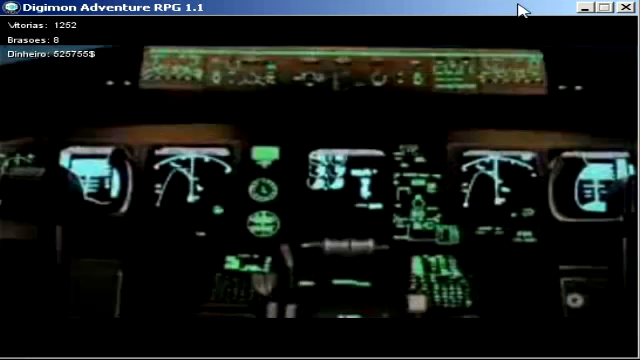 Digimon Adventure RPG 1.1
Vitorias: 1252
Brasoes: 8
Dinheiro: 525755$